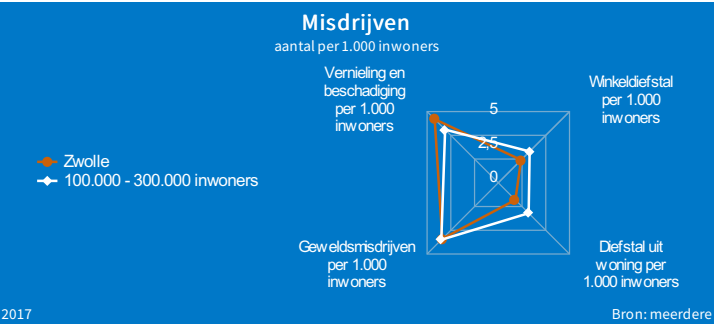 Misdrijven
aantal per 1.000 inwoners
Vernieling en
beschadiging
per 1.000
inwoners
Winkeldiefstal
per 1.000
inwoners
5
2,5
0
Zwolle
100.000 - 300.000 inwoners
Geweldsmisdrijven
per 1.000
inwoners
Diefstal uit
woning per
1.000 inwoners
2017
Bron: meerdere